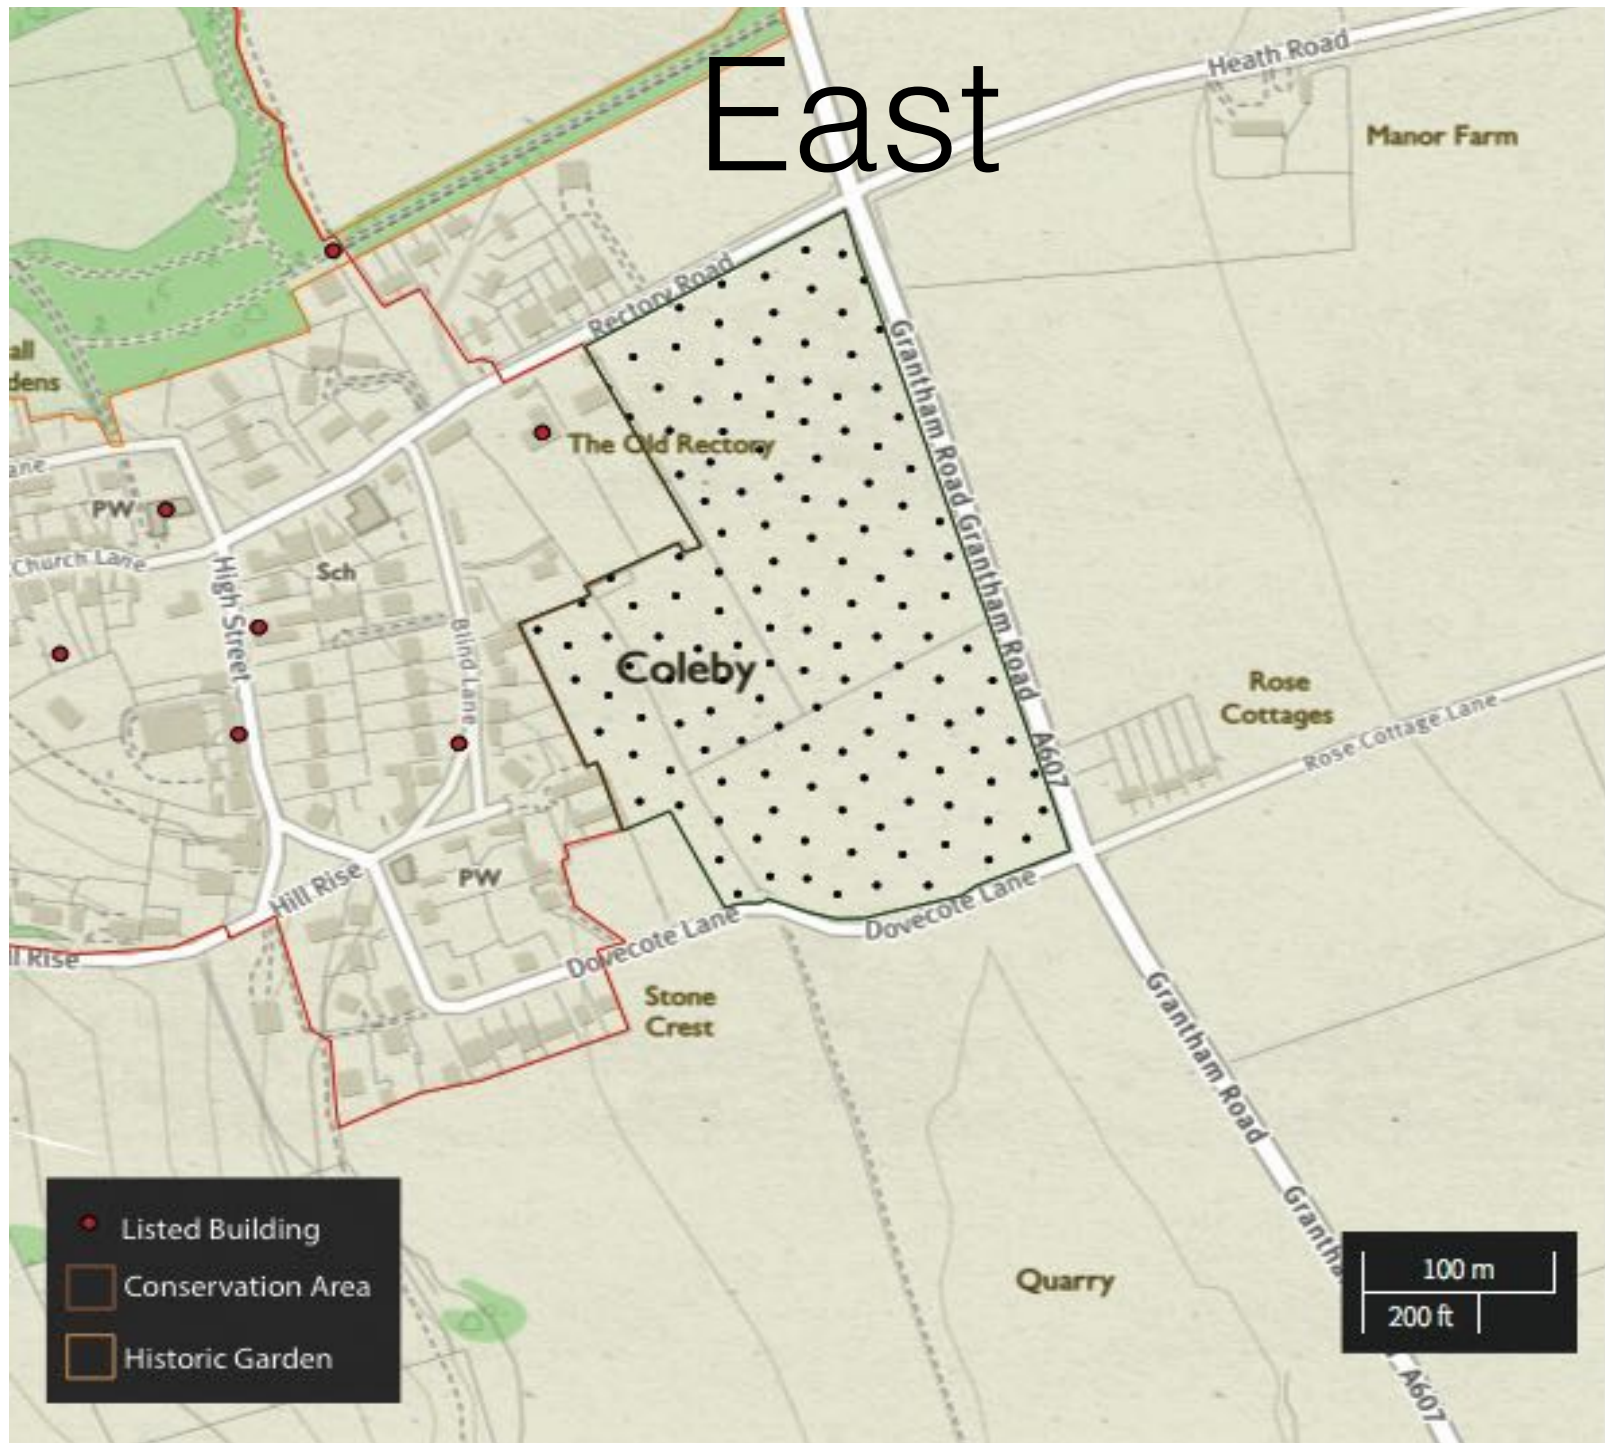 East
Heath Road
Manor Farm
Rectory Road
all
dens
The Old Rectory
Grantham Road Grantham Road
ane
PW
Church Lane
High Street
Sch
Blind Lane
Coleby
Rose
Cottages
Rose Cottage Lane
A607
PW
Hill Rise
ll Rise
Dovecote Lane
Dovecote Lane
Stone
Crest
Grantham Road
Grantha
Quarry
A607
Listed Building
Conservation Area
Historic Garden
100 m
200 ft